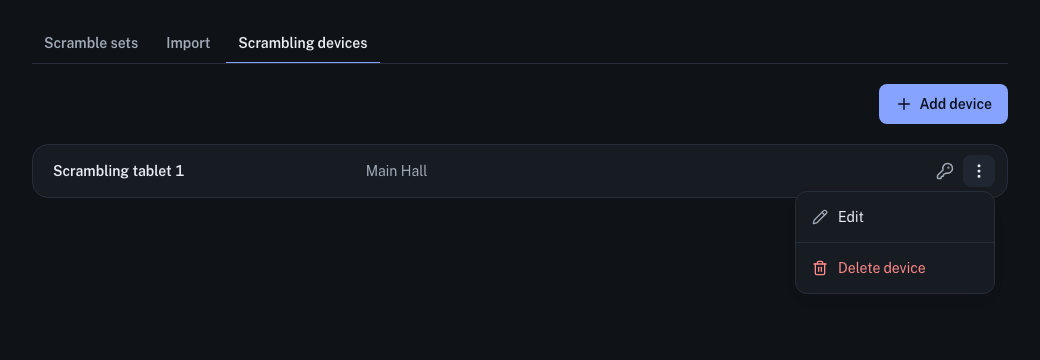 Scramble sets Import Scrambling devices
Add device
Scrambling tablet 1 Main Hall
Edit
Delete device